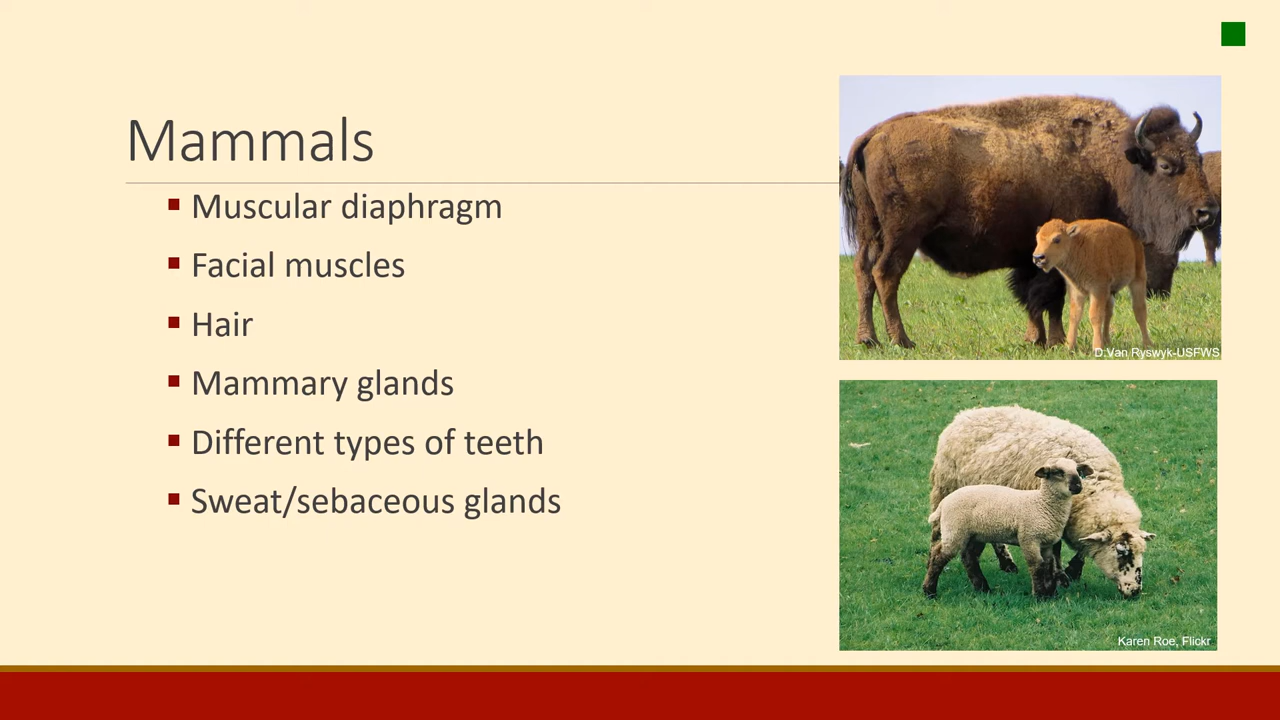 Mammals
Muscular diaphragm
Facial muscles
Hair
Mammary glands
Different types of teeth
Sweat/sebaceous glands
D.Van Ryswyk-USFWS
Karen Roe, Flickr